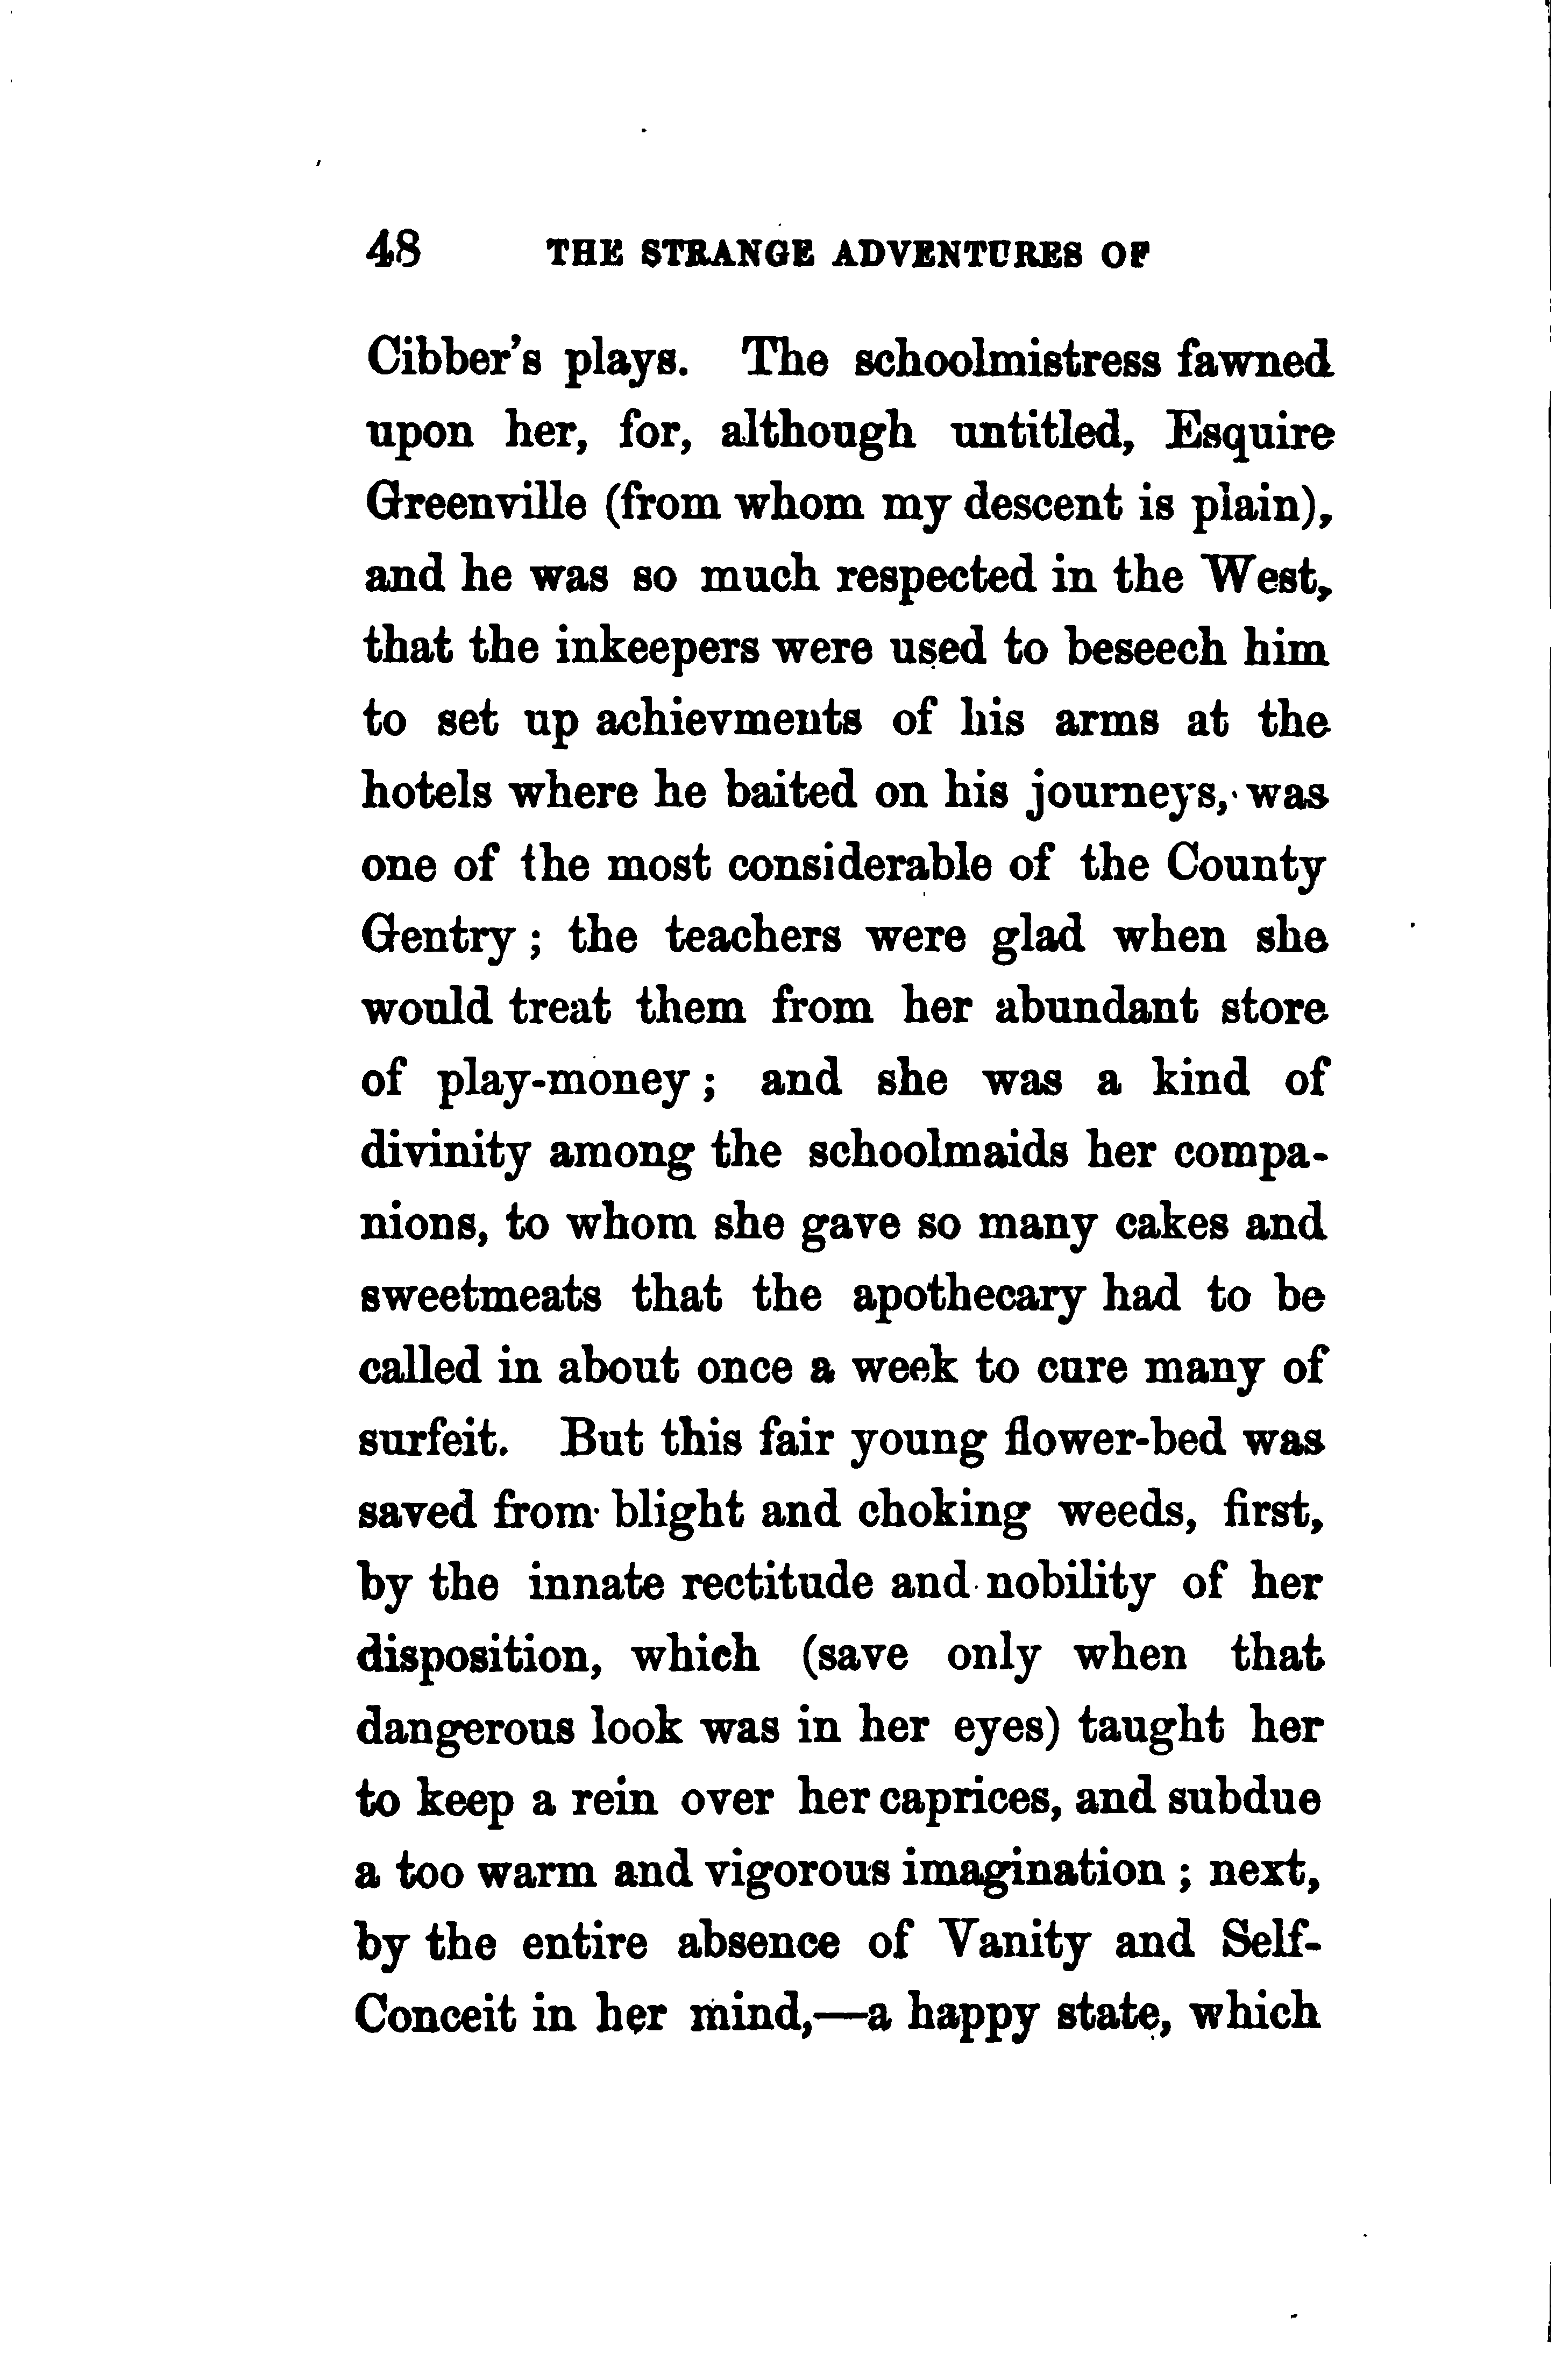 48 THE STRANGE ADVENTURES OF
Cibber's plays. The schoolmistress fawned
upon her, for, although untitled, Esquire
Greenville (from whom my descent is plain),
and he was so much respected in the West,
that the inkeepers were used to beseech him
to set up achievments of his arms at the
hotels where he baited on his journeys, was
one of the most considerable of the County
Gentry; the teachers were glad when she
would treat them from her abundant store
of play-money; and she was a kind of
divinity among the schoolmaids her compa-
nions, to whom she gave so many cakes and
sweetmeats that the apothecary had to be
called in about once a week to cure many of
surfeit. But this fair young flower-bed was
saved from blight and choking weeds, first,
by the innate rectitude and nobility of her
disposition, which (save only when that
dangerous look was in her eyes) taught her
to keep a rein over her caprices, and subdue
a too warm and vigorous imagination; next,
by the entire absence of Vanity and Self-
Conceit in her mind,—a happy state, which